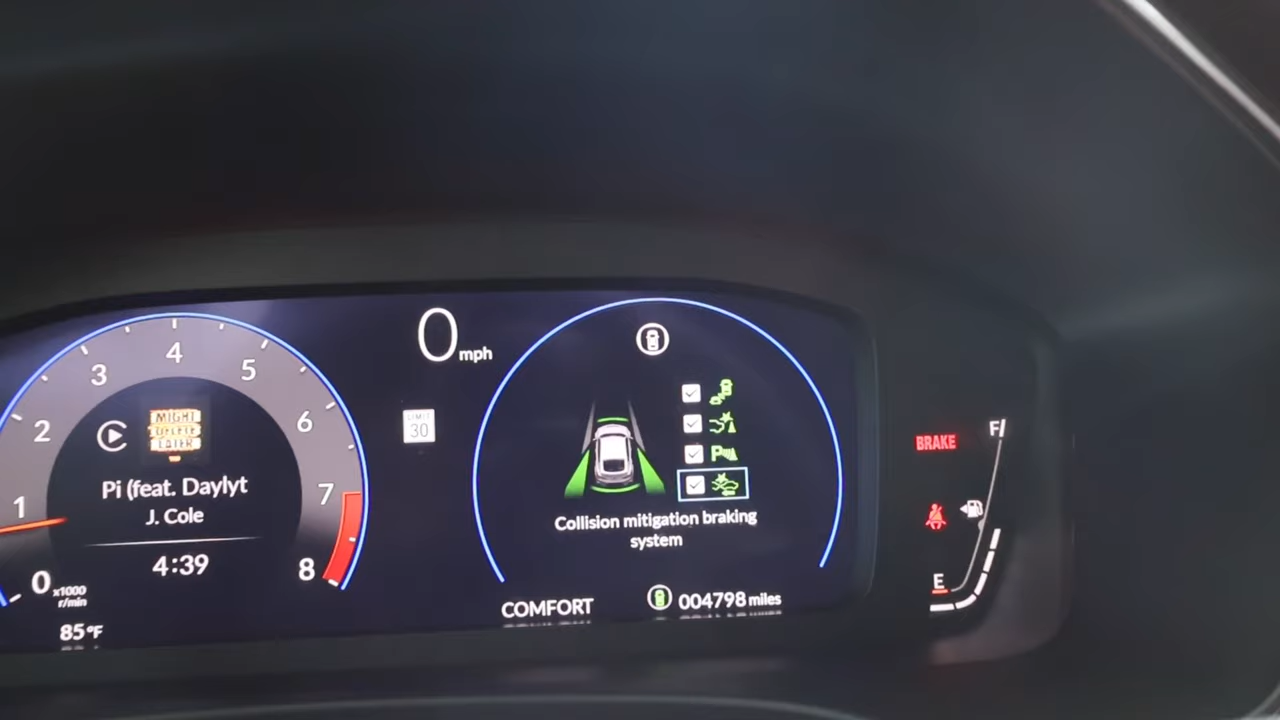 0 mph
LIMIT
30
1
2
3
4
5
6
7
8
0
x1000
r/min
MIGHT
DELETE
LATER
Pi (feat. Daylyt
J. Cole
4:39
85°F
P
Collision mitigation braking
system
COMFORT
004798 miles
BRAKE
F
E